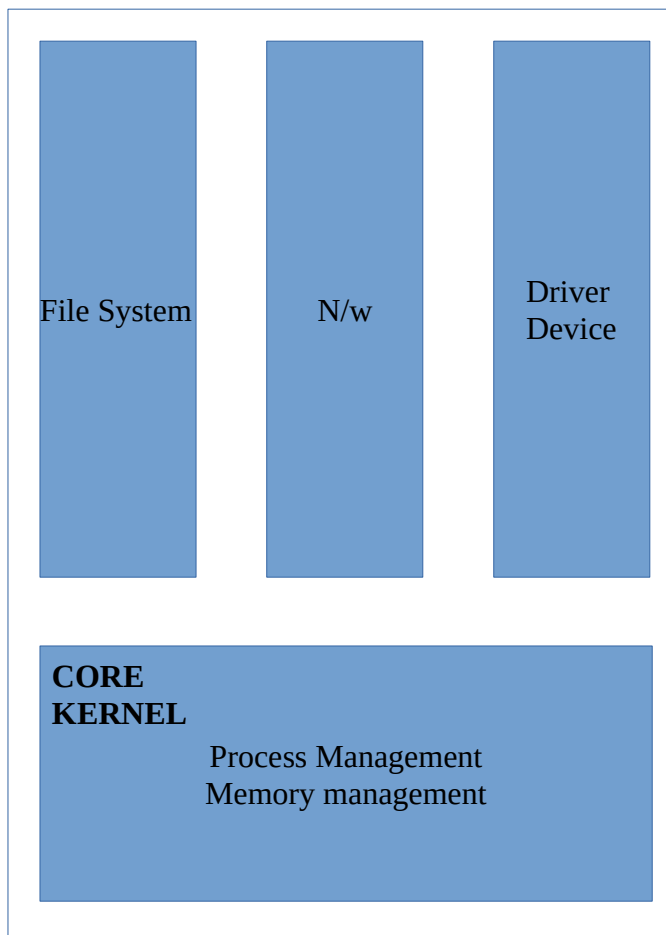 File System
N/w
Driver
Device
CORE
KERNEL
Process Management
Memory management